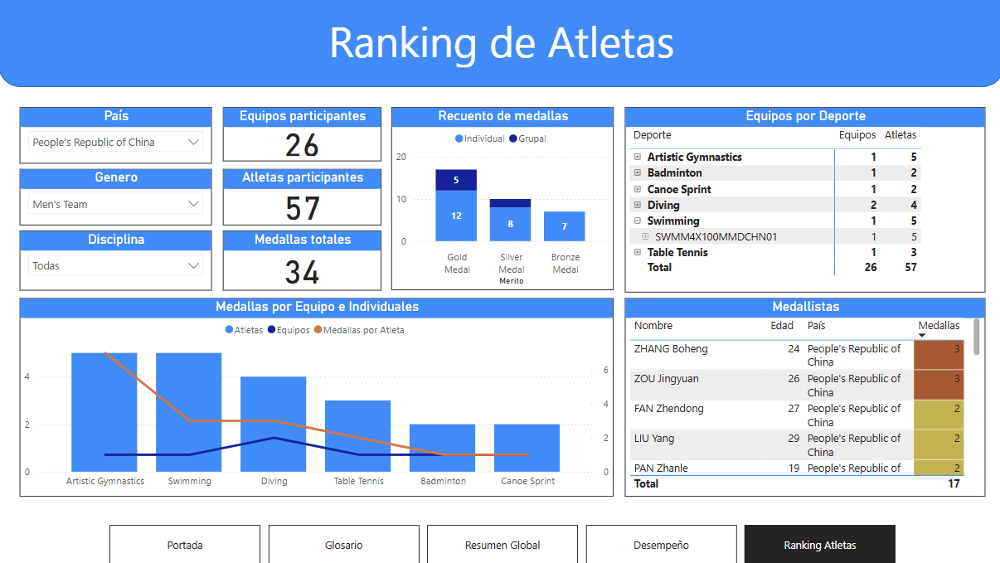 Ranking de Atletas
País
People's Republic of China
Genero
Men's Team
Disciplina
Todas
Equipos participantes
26
Atletas participantes
57
Medallas totales
34
Recuento de medallas
Individual Grupal
20
10
0
5
12
8
7
Gold
Medal
Silver
Medal
Bronze
Medal
Merito
Equipos por Deporte
Deporte Equipos Atletas
Artistic Gymnastics 1 5
Badminton 1 2
Canoe Sprint 1 2
Diving 2 4
Swimming 1 5
SWMM4X100MMDCHN01 1 5
Table Tennis 1 3
Total 26 57
Medallas por Equipo e Individuales
Atletas Equipos Medallas por Atleta
4
2
0
6
4
2
0
Artistic Gymnastics Swimming Diving Table Tennis Badminton Canoe Sprint
Medallistas
Nombre Edad País Medallas
ZHANG Boheng 24 People's Republic of 3
China
ZOU Jingyuan 26 People's Republic of 3
China
FAN Zhendong 27 People's Republic of 2
China
LIU Yang 29 People's Republic of 2
China
PAN Zhanle 19 People's Republic of 2
Total 17
Portada
Glosario
Resumen Global
Desempeño
Ranking Atletas